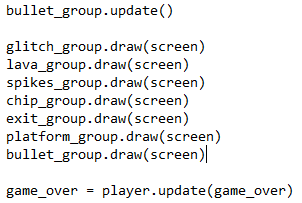 bullet_group.update()
glitch_group.draw(screen)
lava_group.draw(screen)
spikes_group.draw(screen)
chip_group.draw(screen)
exit_group.draw(screen)
platform_group.draw(screen)
bullet_group.draw(screen)
game_over = player.update(game_over)